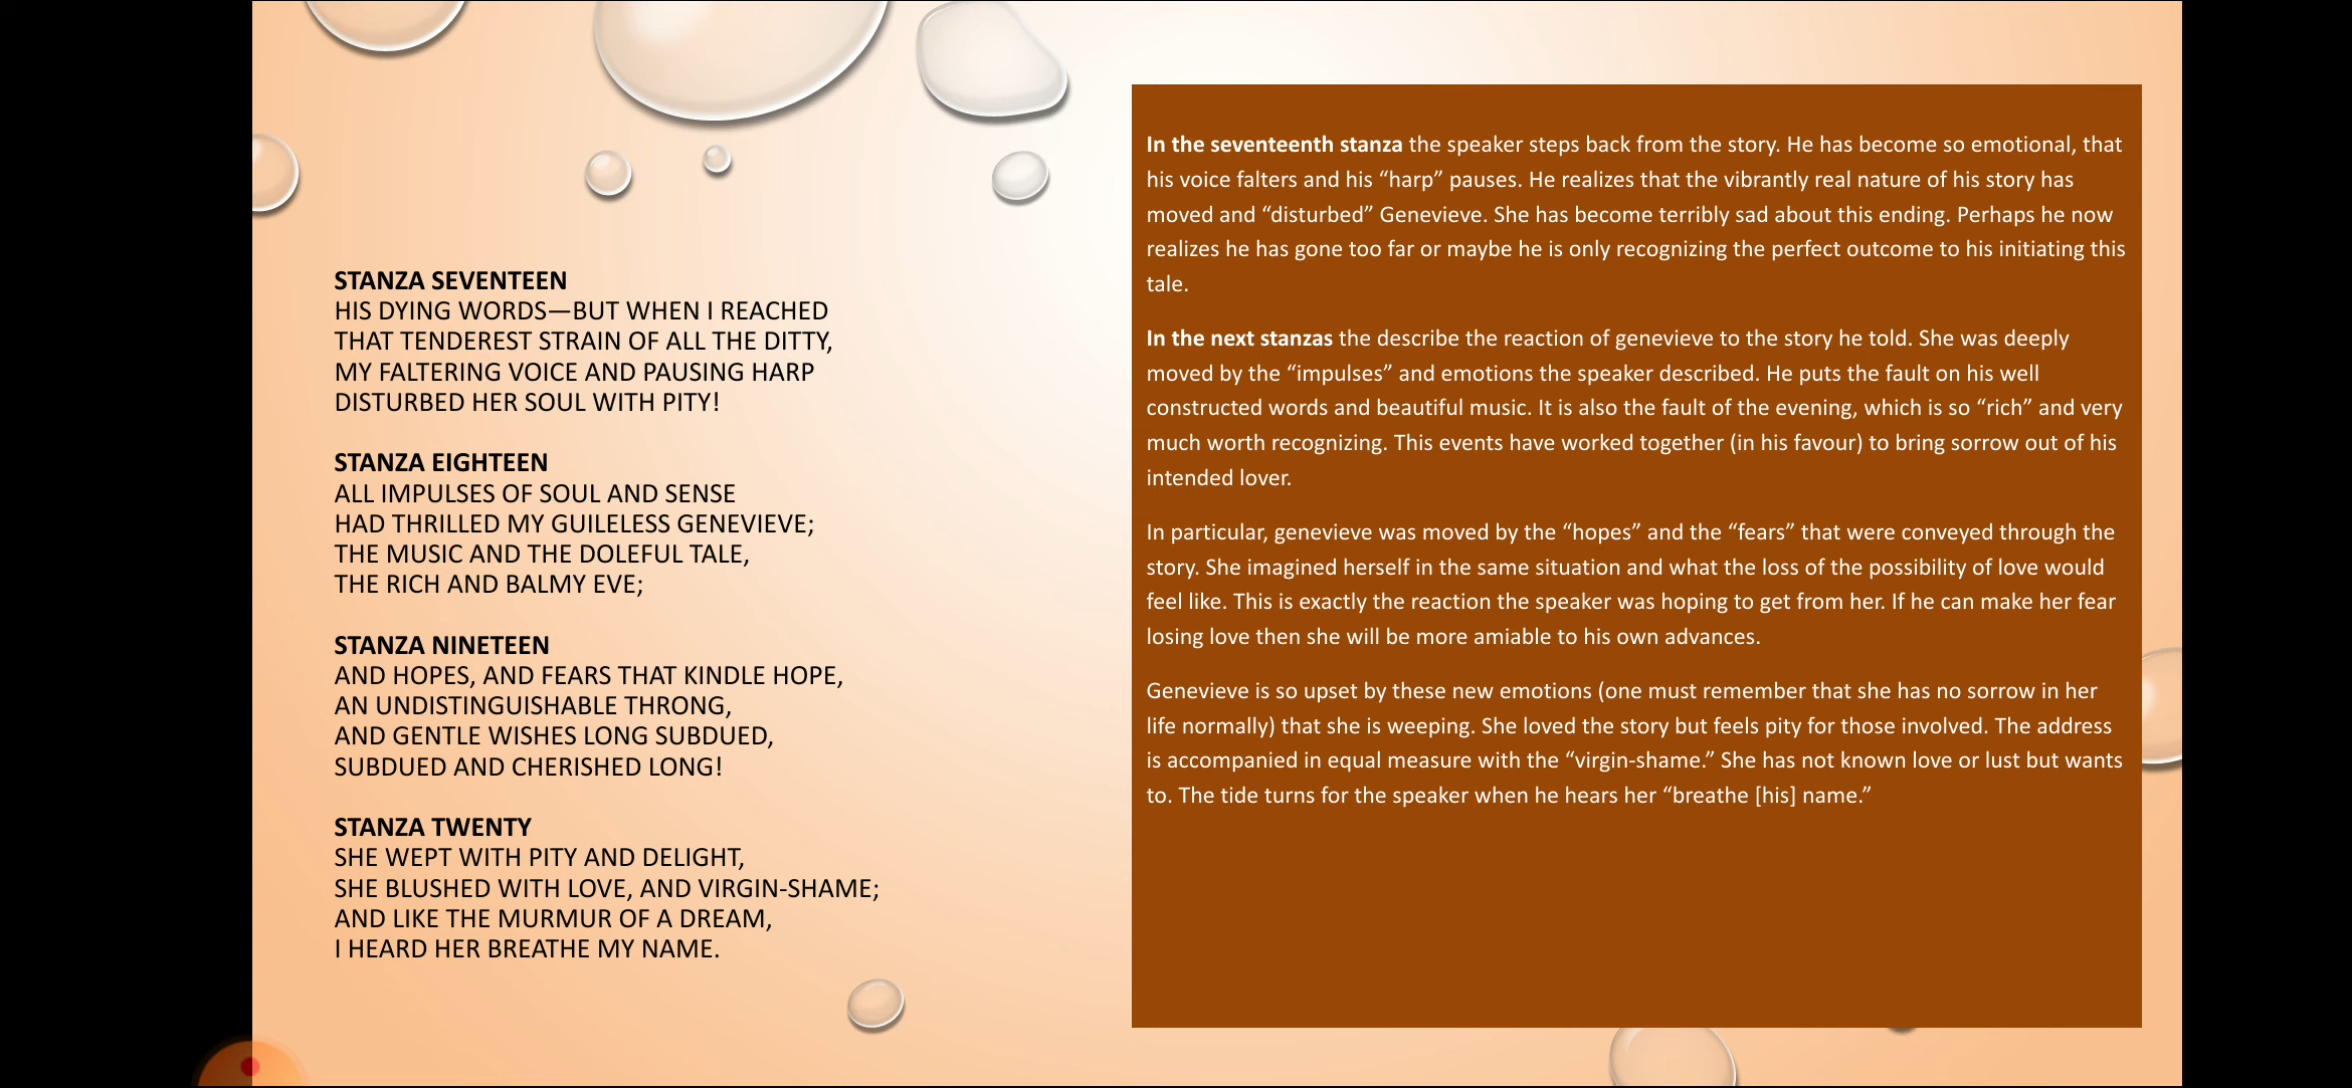 STANZA SEVENTEEN
HIS DYING WORDS—BUT WHEN I REACHED
THAT TENDEREST STRAIN OF ALL THE DITTY,
MY FALTERING VOICE AND PAUSING HARP
DISTURBED HER SOUL WITH PITY!
STANZA EIGHTEEN
ALL IMPULSES OF SOUL AND SENSE
HAD THRILLED MY GUILELESS GENEVIEVE;
THE MUSIC AND THE DOLEFUL TALE,
THE RICH AND BALMY EVE;
STANZA NINETEEN
AND HOPES, AND FEARS THAT KINDLE HOPE,
AN UNDISTINGUISHABLE THRONG,
AND GENTLE WISHES LONG SUBDUED,
SUBDUED AND CHERISHED LONG!
STANZA TWENTY
SHE WEPT WITH PITY AND DELIGHT,
SHE BLUSHED WITH LOVE, AND VIRGIN-SHAME;
AND LIKE THE MURMUR OF A DREAM,
I HEARD HER BREATHE MY NAME.
In the seventeenth stanza the speaker steps back from the story. He has become so emotional, that
his voice falters and his “harp” pauses. He realizes that the vibrantly real nature of his story has
moved and “disturbed” Genevieve. She has become terribly sad about this ending. Perhaps he now
realizes he has gone too far or maybe he is only recognizing the perfect outcome to his initiating this
tale.
In the next stanzas the describe the reaction of genevieve to the story he told. She was deeply
moved by the “impulses” and emotions the speaker described. He puts the fault on his well
constructed words and beautiful music. It is also the fault of the evening, which is so “rich” and very
much worth recognizing. This events have worked together (in his favour) to bring sorrow out of his
intended lover.
In particular, genevieve was moved by the “hopes” and the “fears” that were conveyed through the
story. She imagined herself in the same situation and what the loss of the possibility of love would
feel like. This is exactly the reaction the speaker was hoping to get from her. If he can make her fear
losing love then she will be more amiable to his own advances.
Genevieve is so upset by these new emotions (one must remember that she has no sorrow in her
life normally) that she is weeping. She loved the story but feels pity for those involved. The address
is accompanied in equal measure with the “virgin-shame.” She has not known love or lust but wants
to. The tide turns for the speaker when he hears her “breathe [his] name.”